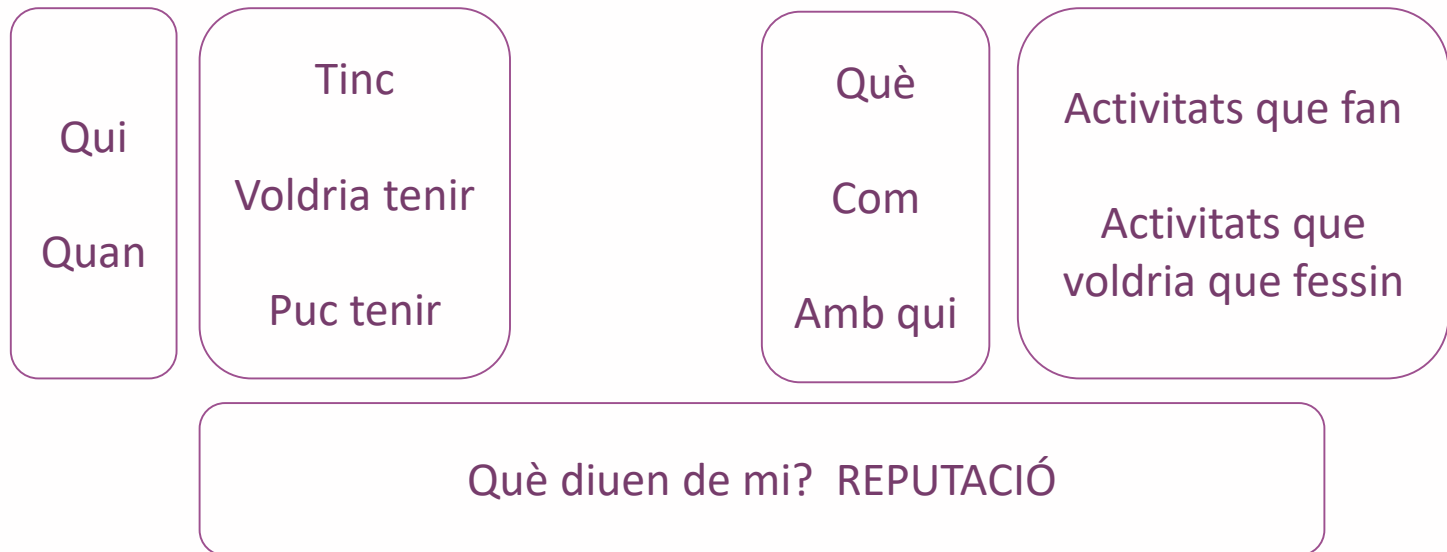 Qui
Quan
Tinc
Voldria tenir
Puc tenir
Què
Com
Amb qui
Activitats que fan
Activitats que
voldria que fessin
Què diuen de mi?  REPUTACIÓ